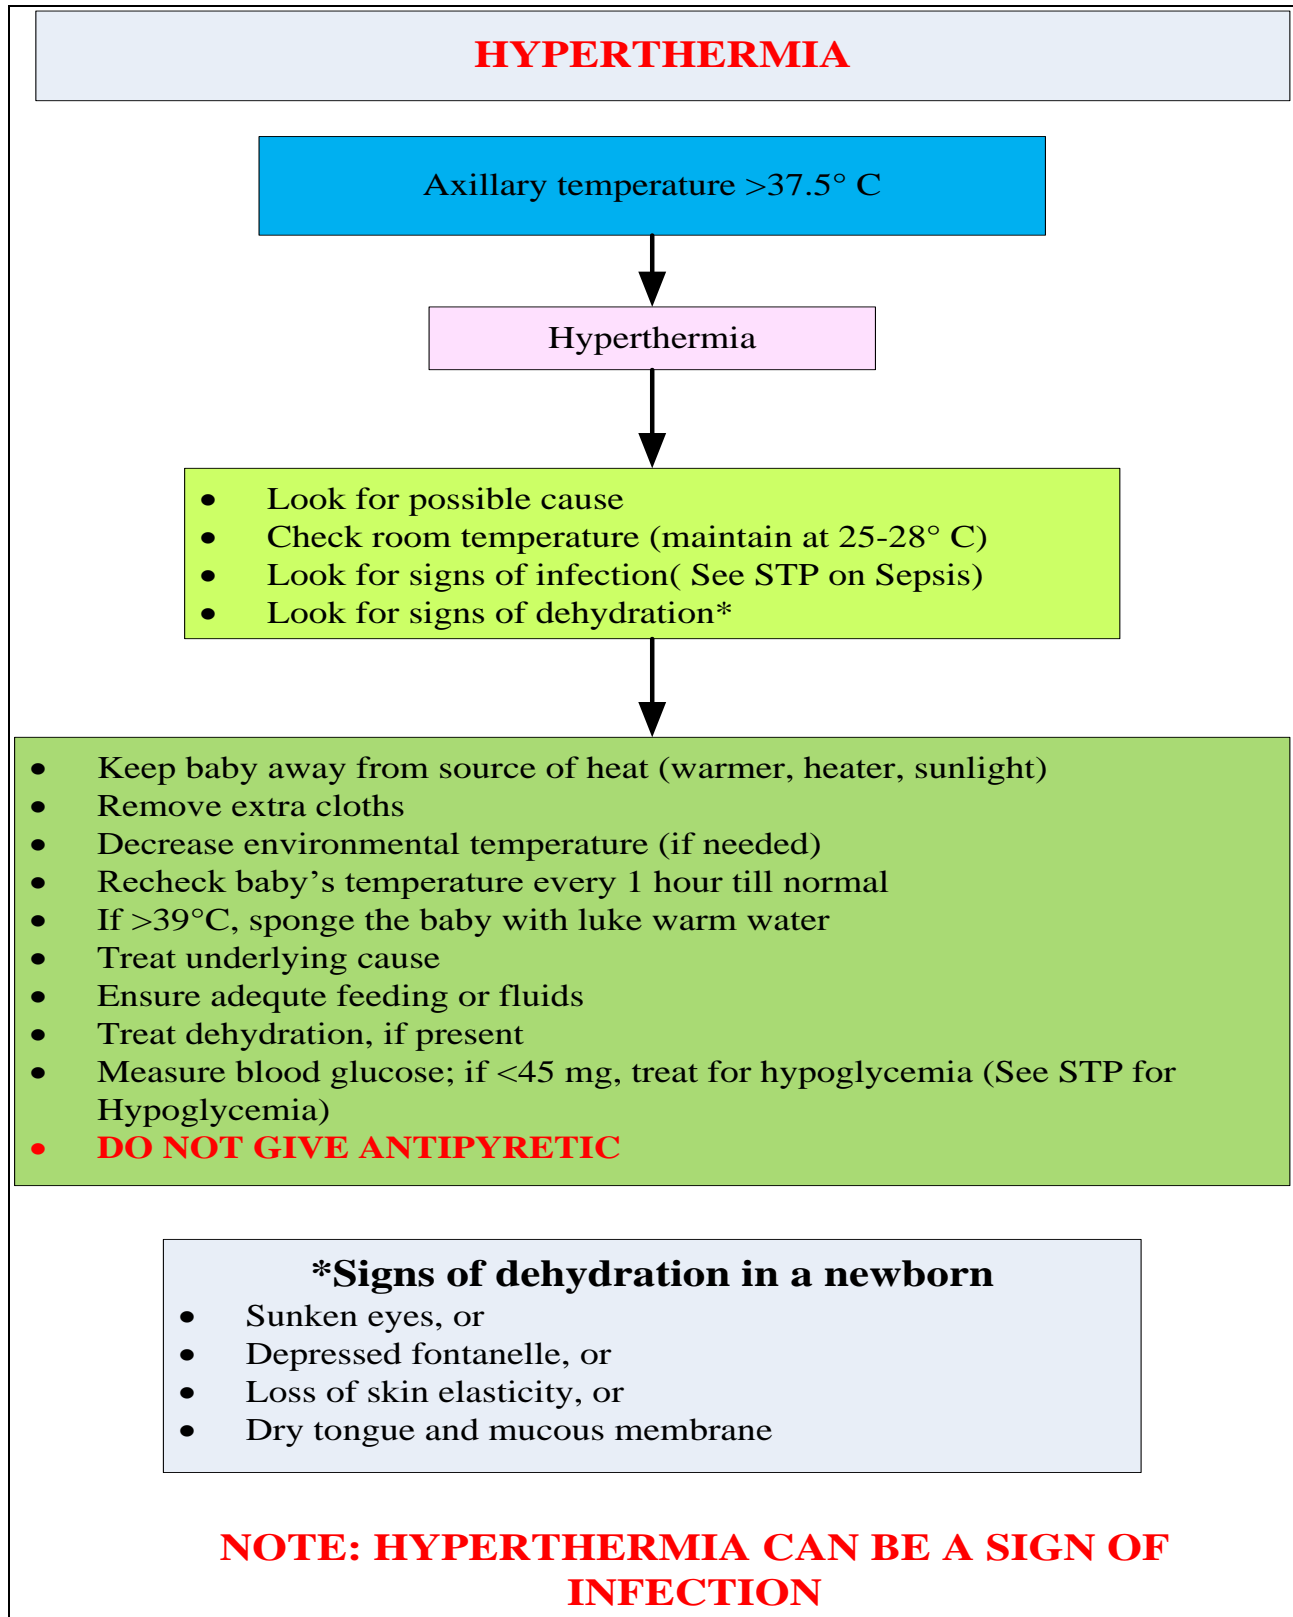 HYPERTHERMIA
Axillary temperature >37.5° C
Hyperthermia
• Look for possible cause
• Check room temperature (maintain at 25-28° C)
• Look for signs of infection( See STP on Sepsis)
• Look for signs of dehydration*
• Keep baby away from source of heat (warmer, heater, sunlight)
• Remove extra cloths
• Decrease environmental temperature (if needed)
• Recheck baby's temperature every 1 hour till normal
• If >39°C, sponge the baby with luke warm water
• Treat underlying cause
• Ensure adequte feeding or fluids
• Treat dehydration, if present
• Measure blood glucose; if <45 mg, treat for hypoglycemia (See STP for
Hypoglycemia)
• DO NOT GIVE ANTIPYRETIC
*Signs of dehydration in a newborn
• Sunken eyes, or
• Depressed fontanelle, or
• Loss of skin elasticity, or
• Dry tongue and mucous membrane
NOTE: HYPERTHERMIA CAN BE A SIGN OF
INFECTION